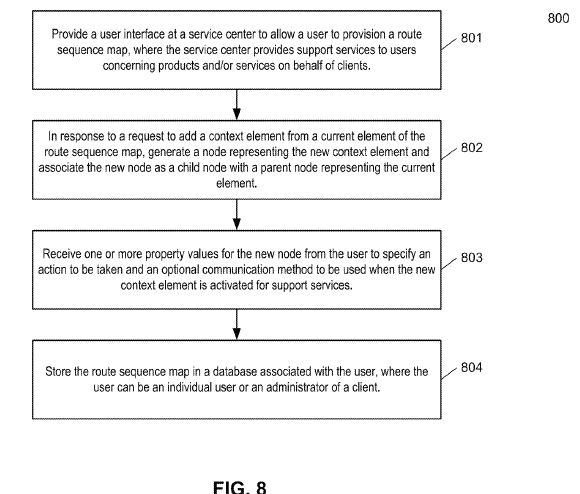 800
Provide a user interface at a service center to allow a user to provision a route
sequence map, where the service center provides support services to users
concerning products and/or services on behalf of clients.
801
In response to a request to add a context element from a current element of the
route sequence map, generate a node representing the new context element and
associate the new node as a child node with a parent node representing the current
element.
802
Receive one or more property values for the new node from the user to specify an
action to be taken and an optional communication method to be used when the new
context element is activated for support services.
803
Store the route sequence map in a database associated with the user, where the
user can be an individual user or an administrator of a client.
804
FIG. 8